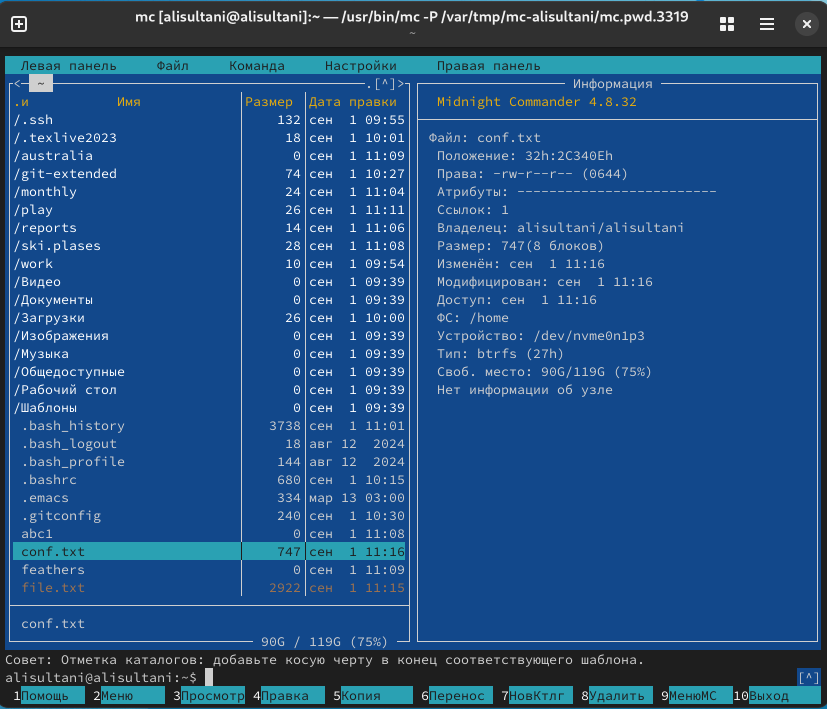 mc [alisultani@alisultani]:~ — /usr/bin/mc -P /var/tmp/mc-alisultani/mc.pwd.3319
~
Левая панель Файл Команда Настройки Правая панель
<─ ~ .[^]>
.и Имя Размер Дата правки
/.ssh 132 сен 1 09:55
/.texlive2023 18 сен 1 10:01
/australia 0 сен 1 11:09
/git-extended 74 сен 1 10:27
/monthly 24 сен 1 11:04
/play 26 сен 1 11:11
/reports 14 сен 1 11:06
/ski.plases 28 сен 1 11:08
/work 10 сен 1 09:54
/Видео 0 сен 1 09:39
/Документы 0 сен 1 09:39
/Загрузки 26 сен 1 10:00
/Изображения 0 сен 1 09:39
/Музыка 0 сен 1 09:39
/Общедоступные 0 сен 1 09:39
/Рабочий стол 0 сен 1 09:39
/Шаблоны 0 сен 1 09:39
.bash_history 3738 сен 1 11:01
.bash_logout 18 авг 12 2024
.bash_profile 144 авг 12 2024
.bashrc 680 сен 1 10:15
.emacs 334 мар 13 03:00
.gitconfig 240 сен 1 10:30
abc1 0 сен 1 11:08
conf.txt 747 сен 1 11:16
feathers 0 сен 1 11:09
file.txt 2922 сен 1 11:15
conf.txt
90G / 119G (75%)
Информация
Midnight Commander 4.8.32
Файл: conf.txt
Положение: 32h:2C340Eh
Права: -rw-r--r-- (0644)
Атрибуты: -------------------------
Ссылок: 1
Владелец: alisultani/alisultani
Размер: 747(8 блоков)
Изменён: сен 1 11:16
Модифицирован: сен 1 11:16
Доступ: сен 1 11:16
ФС: /home
Устройство: /dev/nvme0n1p3
Тип: btrfs (27h)
Своб. место: 90G/119G (75%)
Нет информации об узле
Совет: Отметка каталогов: добавьте косую черту в конец соответствующего шаблона.
alisultani@alisultani:~$ [^]
1Помощь 2Меню 3Просмотр 4Правка 5Копия 6Перенос 7НовКтлг 8Удалить 9МенюMC 10Выход